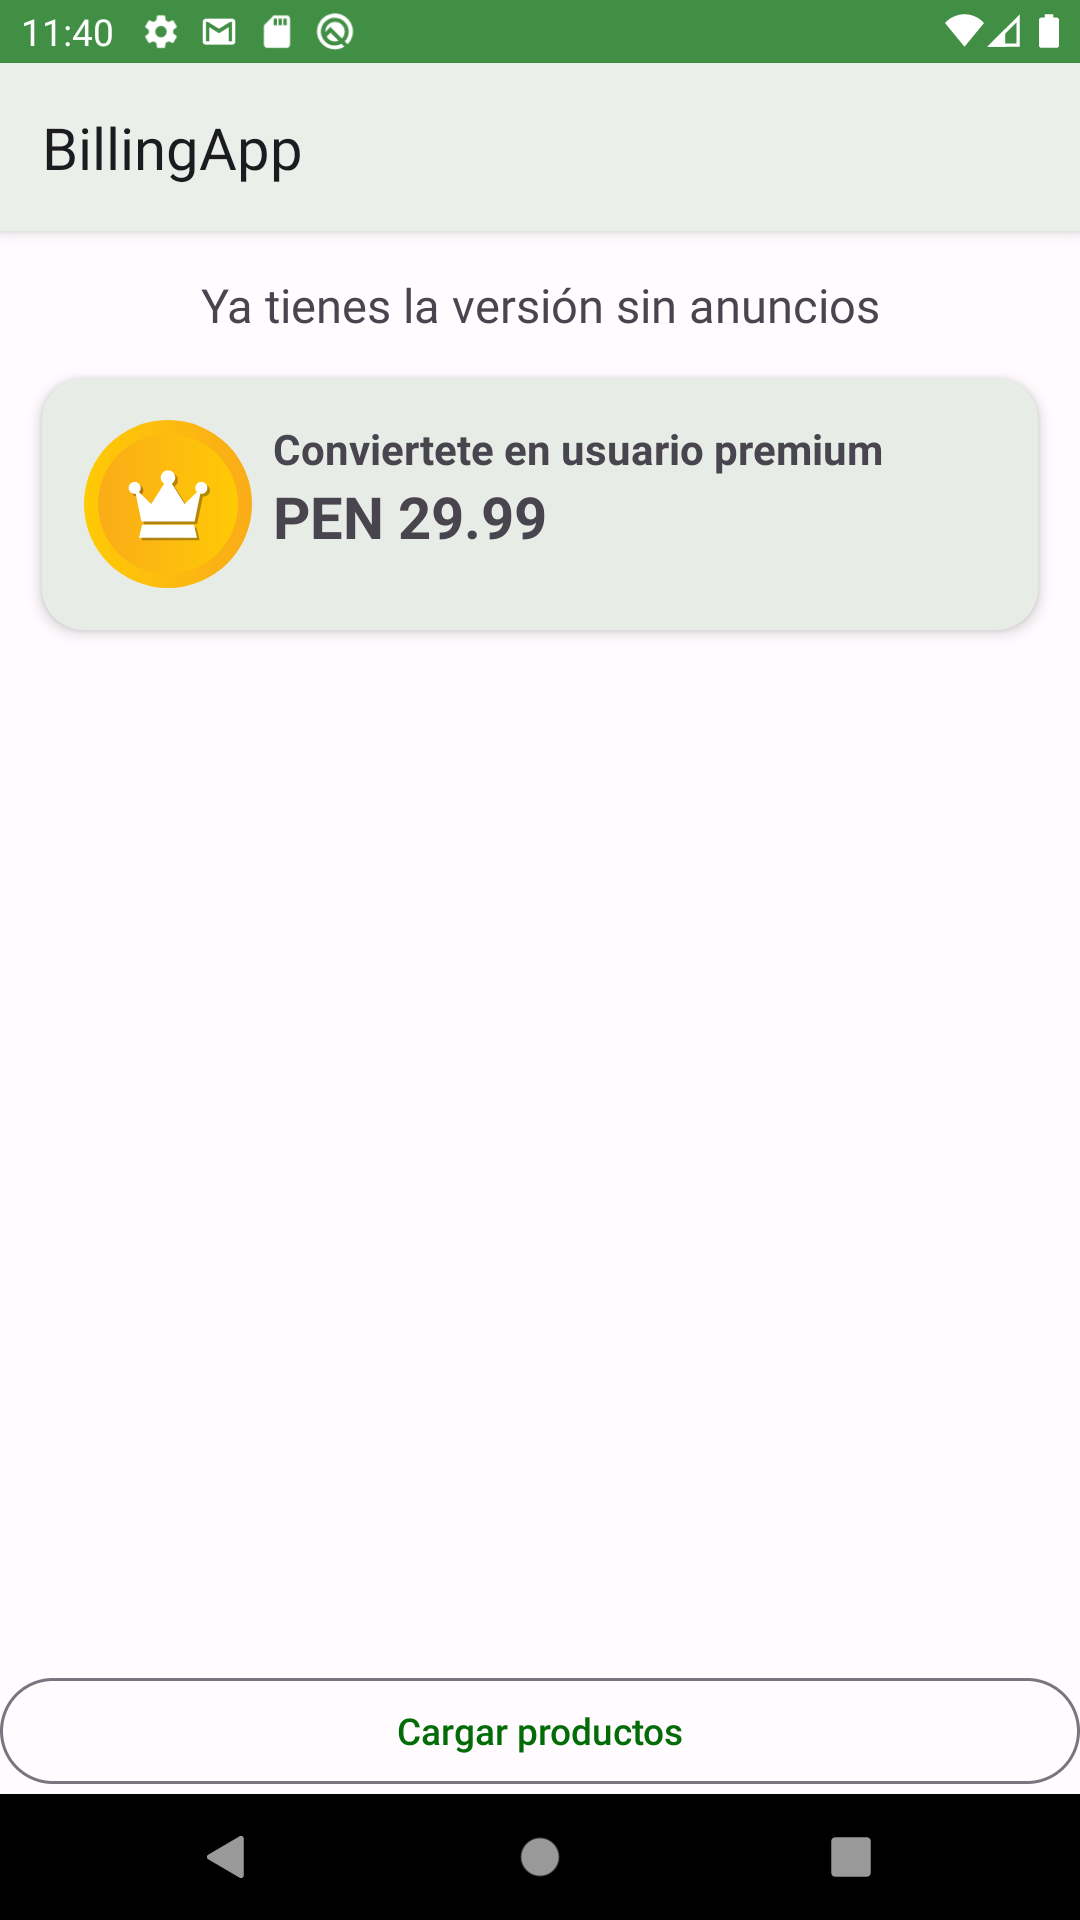 11:40
BillingApp
Ya tienes la versión sin anuncios
Conviertete en usuario premium
PEN 29.99
Cargar productos